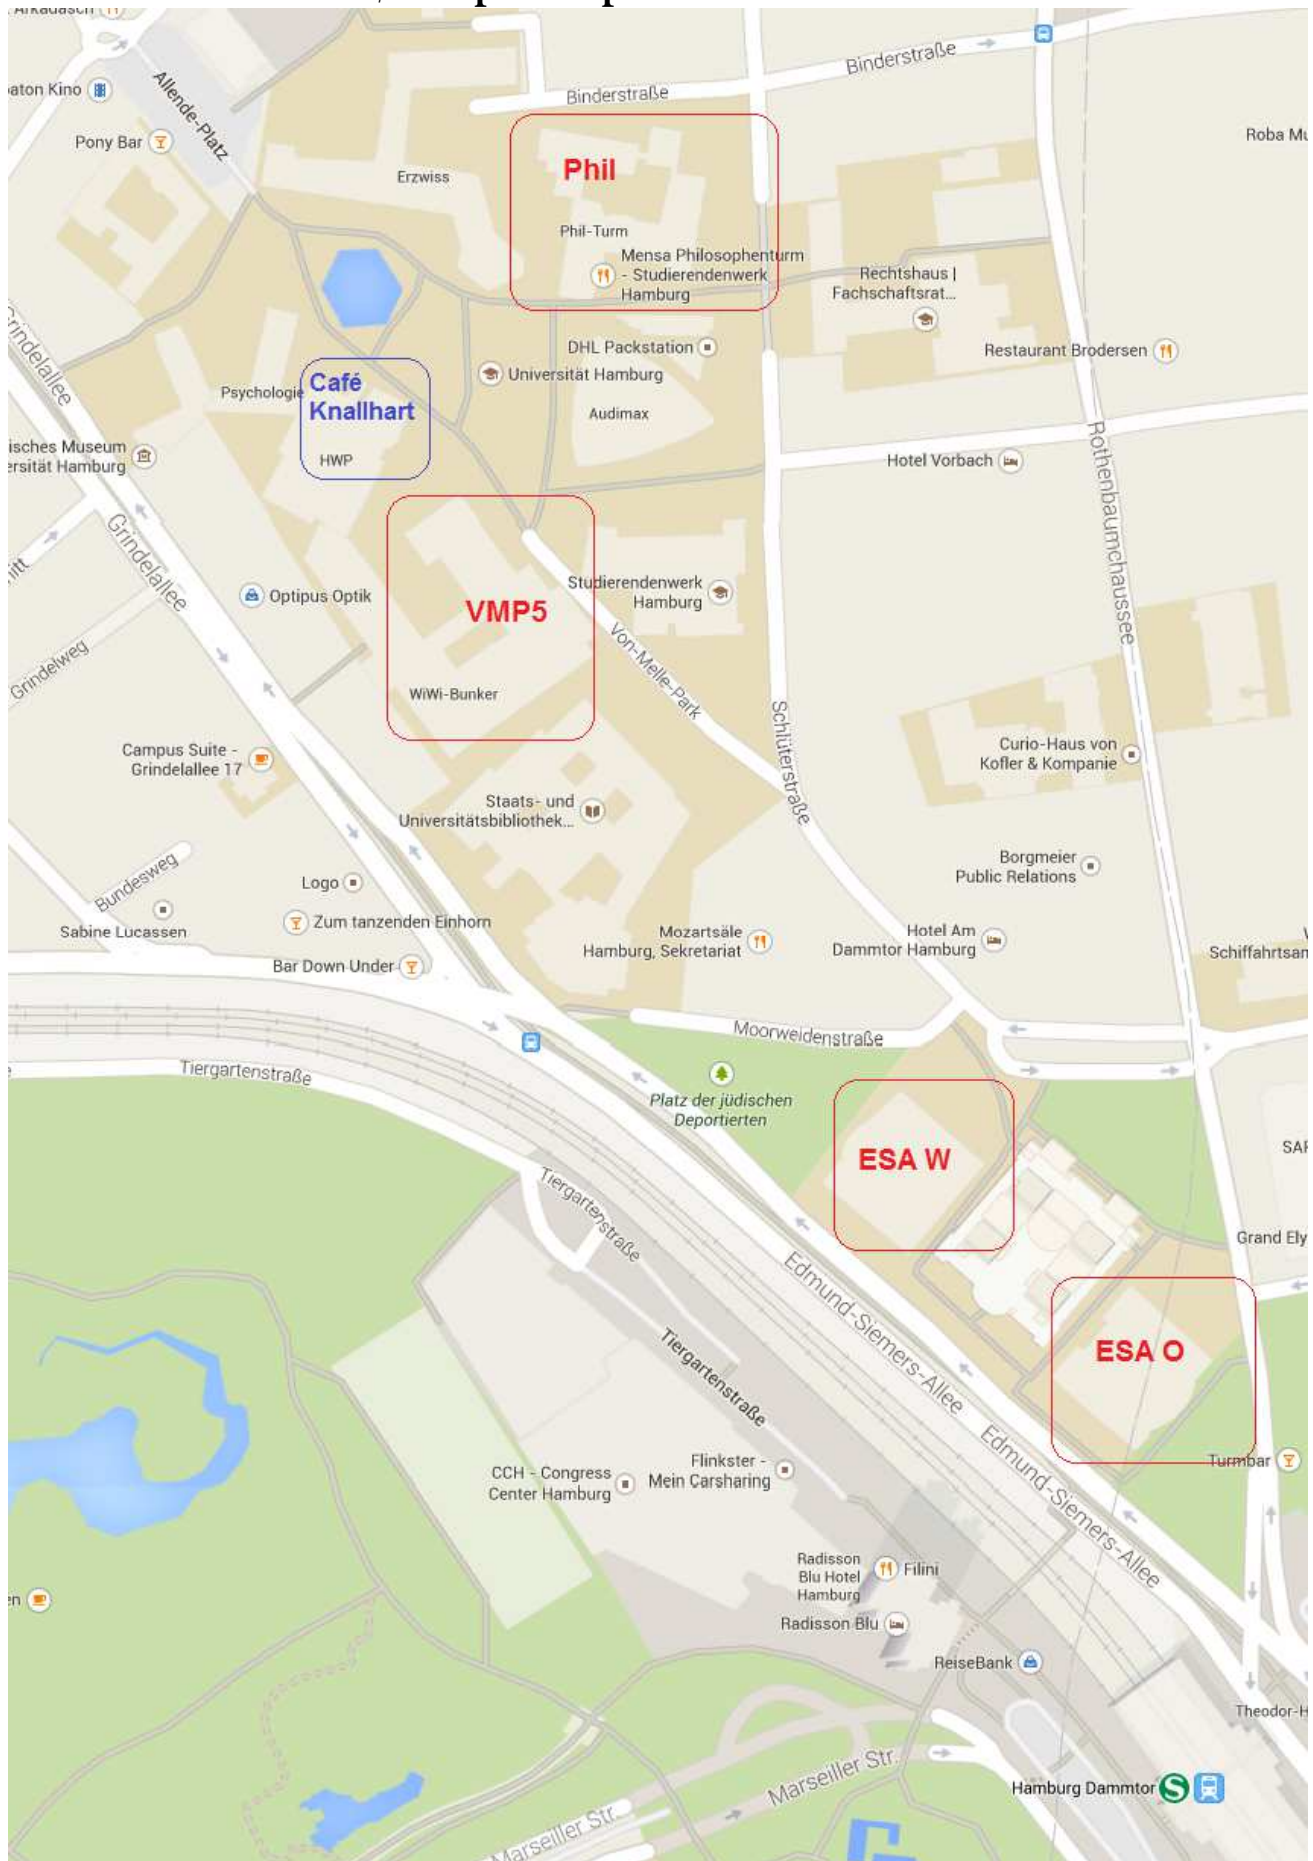 Binderstraße
Binderstraße
Allende-Platz
aton Kino
Pony Bar
Roba Mu
Erzwiss
Phil
Phil-Turm
Mensa Philosophenturm
- Studierendenwerk
Hamburg
Rechtshaus |
Fachschaftsrat...
Grindelallee
DHL Packstation
Restaurant Brodersen
Universität Hamburg
Psychologie
Café
Knallhart
Audimax
HWP
isches Museum
ersität Hamburg
Hotel Vorbach
Rothenbaumchaussee
Grindelallee
Optipus Optik
Studierendenwerk
Hamburg
VMP5
Von-Melle-Park
Grindelweg
WiWi-Bunker
Schlüterstraße
Campus Suite -
Grindelallee 17
Curio-Haus von
Kofler & Kompanie
Staats- und
Universitätsbibliothek...
Bundesweg
Borgmeier
Public Relations
Logo
Sabine Lucassen
Zum tanzenden Einhorn
Mozartsäle
Hamburg, Sekretariat
Hotel Am
Dammtor Hamburg
Schiffahrtsan
Bar Down Under
Moorweidenstraße
Tiergartenstraße
Platz der jüdischen
Deportierten
SAF
ESA W
Tiergartenstraße
Grand Ely
Edmund-Siemers-Allee
ESA O
Tiergartenstraße
Edmund-Siemers-Allee
Turmbar
CCH - Congress
Center Hamburg
Flinkster -
Mein Carsharing
Radisson
Blu Hotel
Hamburg
Filini
en
Radisson Blu
ReiseBank
Theodor-H
Marseiller Str.
Hamburg Dammtor
S
Marseiller Str.